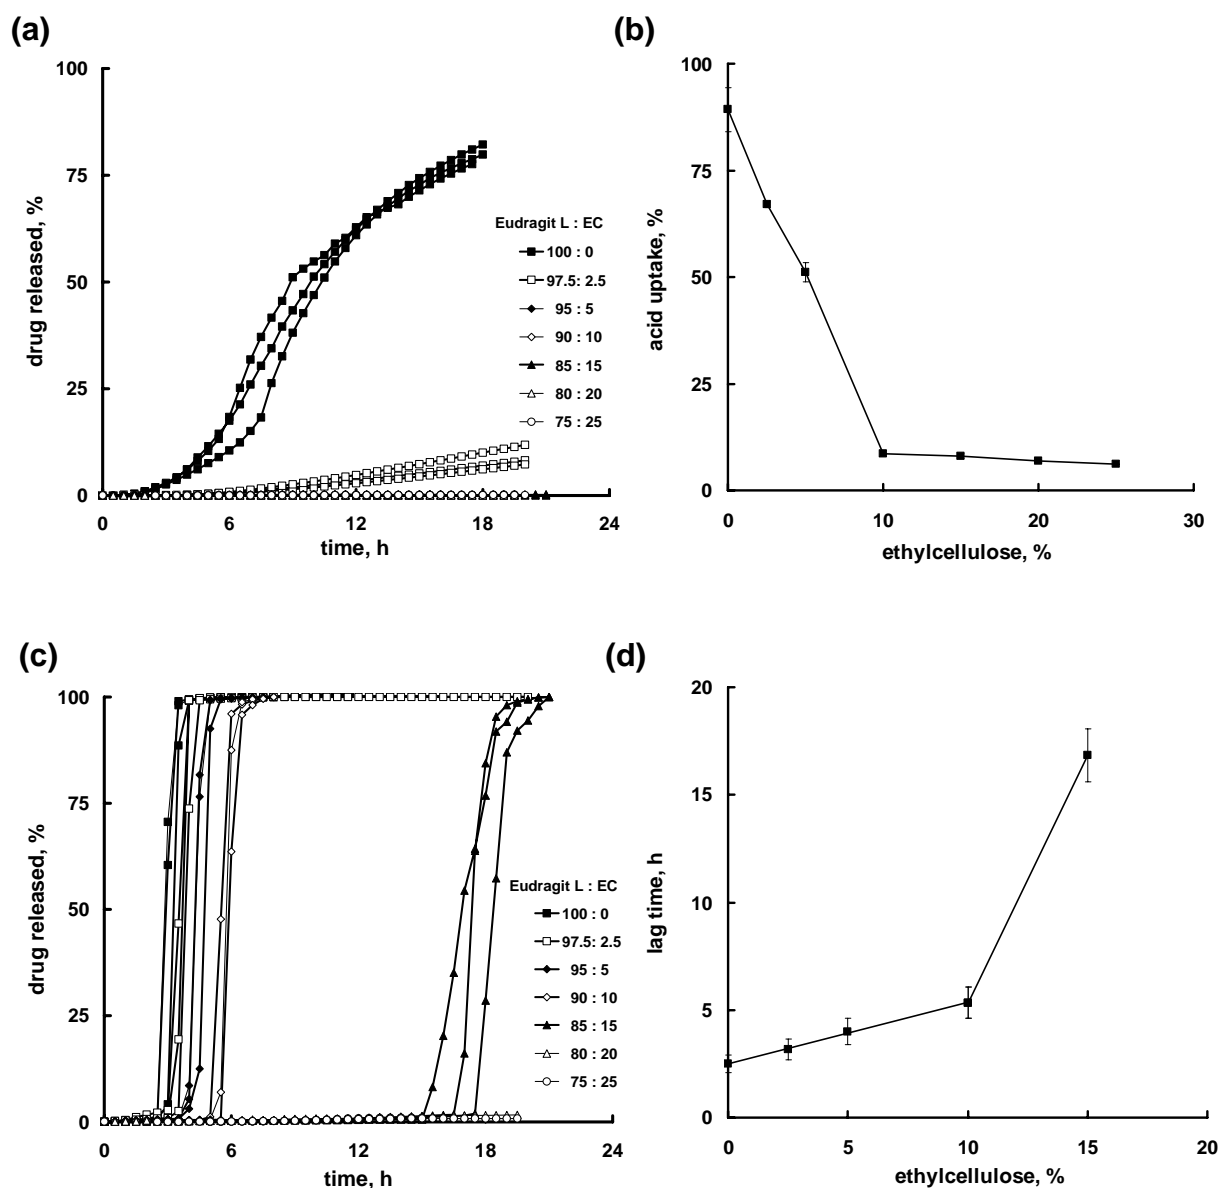 (a)
100
75
50
25
0
0
6
12
18
24
drug released, %
time, h
Eudragit L : EC
100 : 0
97.5: 2.5
95 : 5
90 : 10
85 : 15
80 : 20
75 : 25
(b)
100
75
50
25
0
0
10
20
30
acid uptake, %
ethylcellulose, %
(c)
100
75
50
25
0
0
6
12
18
24
drug released, %
time, h
Eudragit L : EC
100 : 0
97.5: 2.5
95 : 5
90 : 10
85 : 15
80 : 20
75 : 25
(d)
20
15
10
5
0
0
5
10
15
20
lag time, h
ethylcellulose, %